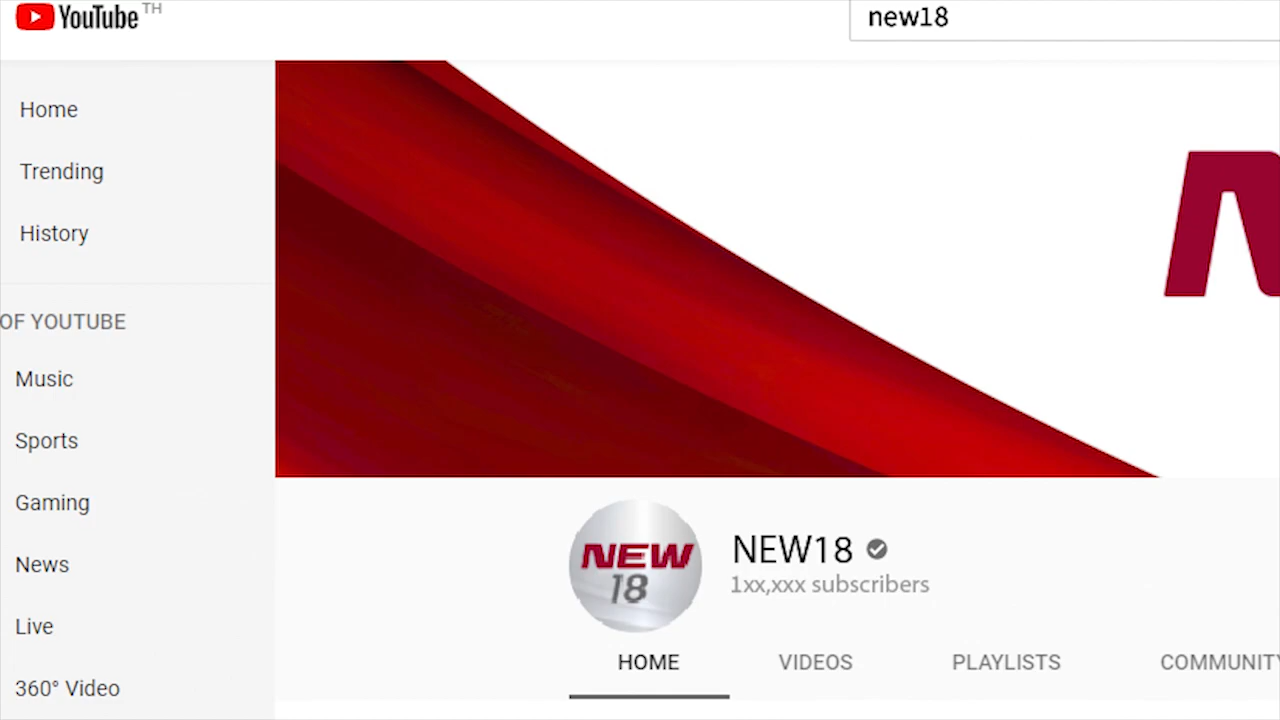 YouTube TH
new18
Home
Trending
History
OF YOUTUBE
Music
Sports
Gaming
News
Live
360° Video
N
NEW
18
NEW18
1xx,xxx subscribers
HOME
VIDEOS
PLAYLISTS
COMMUNITY